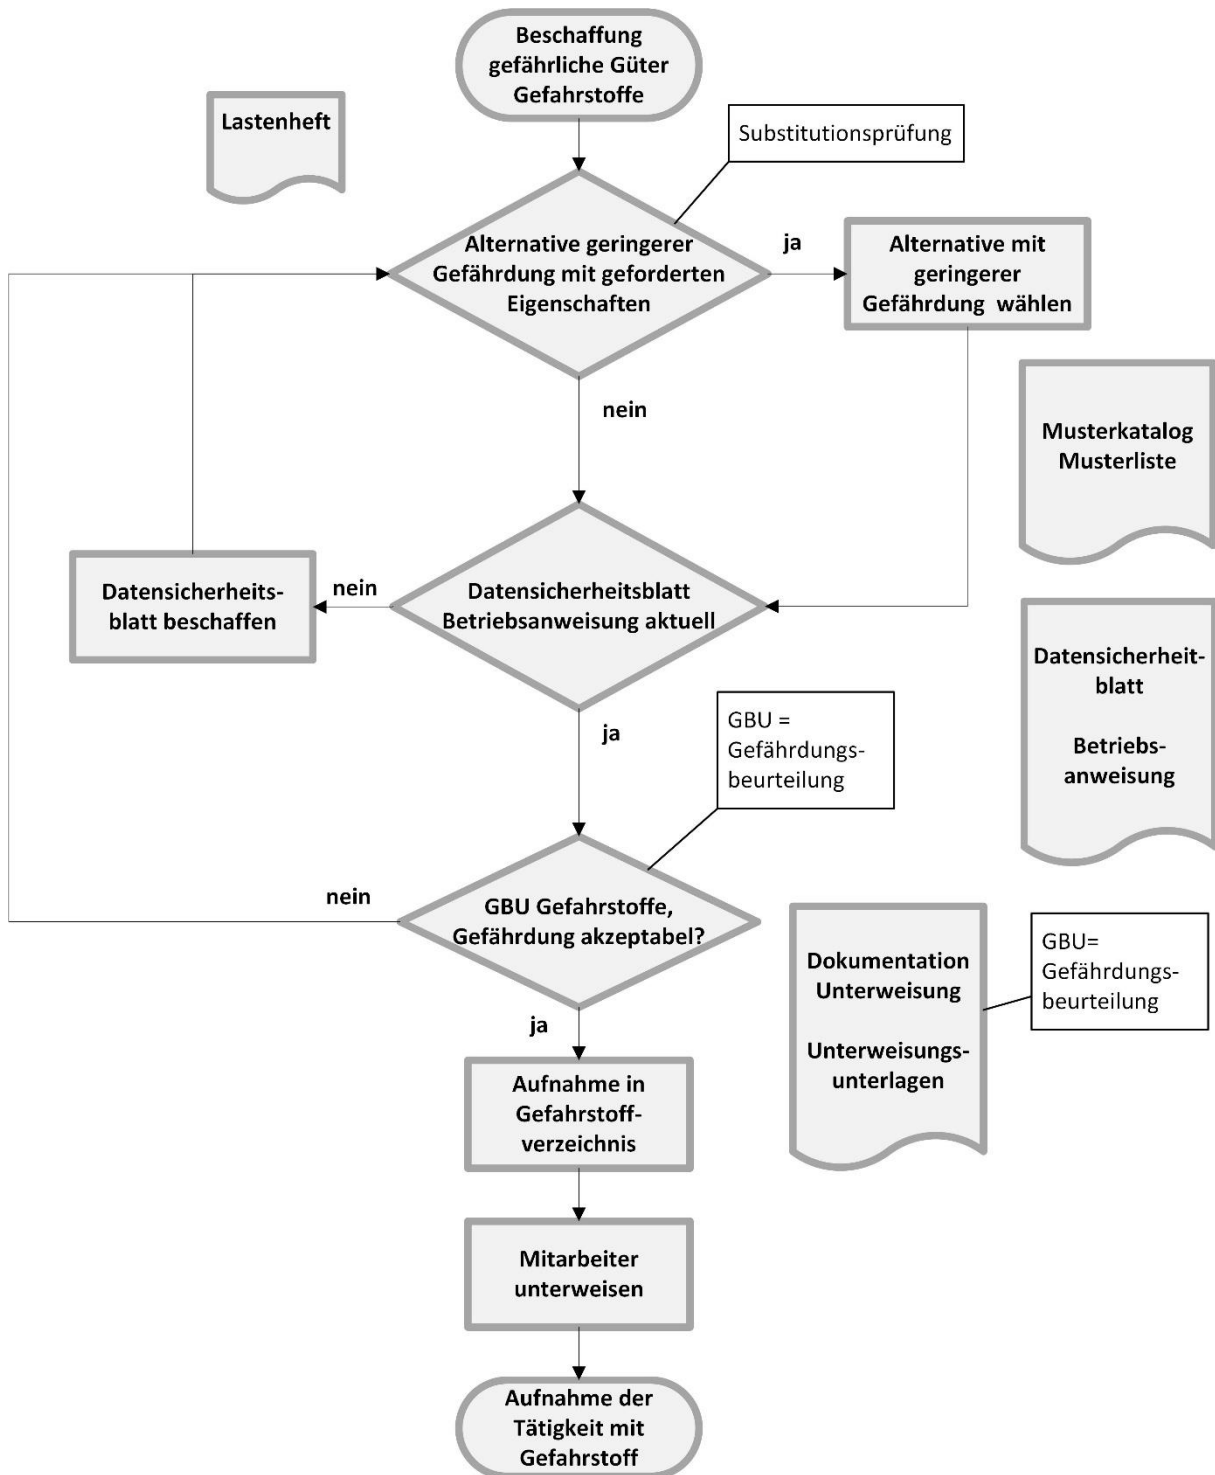 Beschaffung
gefährliche Güter
Gefahrstoffe
Lastenheft
Substitutionsprüfung
Alternative geringerer
Gefährdung mit geforderten
Eigenschaften
ja
Alternative mit
geringerer
Gefährdung wählen
nein
Musterkatalog
Musterliste
Datensicherheits-
blatt beschaffen
nein
Datensicherheitsblatt
Betriebsanweisung aktuell
Datensicherheit-
blatt
Betriebs-
anweisung
ja
GBU =
Gefährdungs-
beurteilung
nein
GBU Gefahrstoffe,
Gefährdung akzeptabel?
Dokumentation
Unterweisung
Unterweisungs-
unterlagen
GBU=
Gefährdungs-
beurteilung
ja
Aufnahme in
Gefahrstoff-
verzeichnis
Mitarbeiter
unterweisen
Aufnahme der
Tätigkeit mit
Gefahrstoff